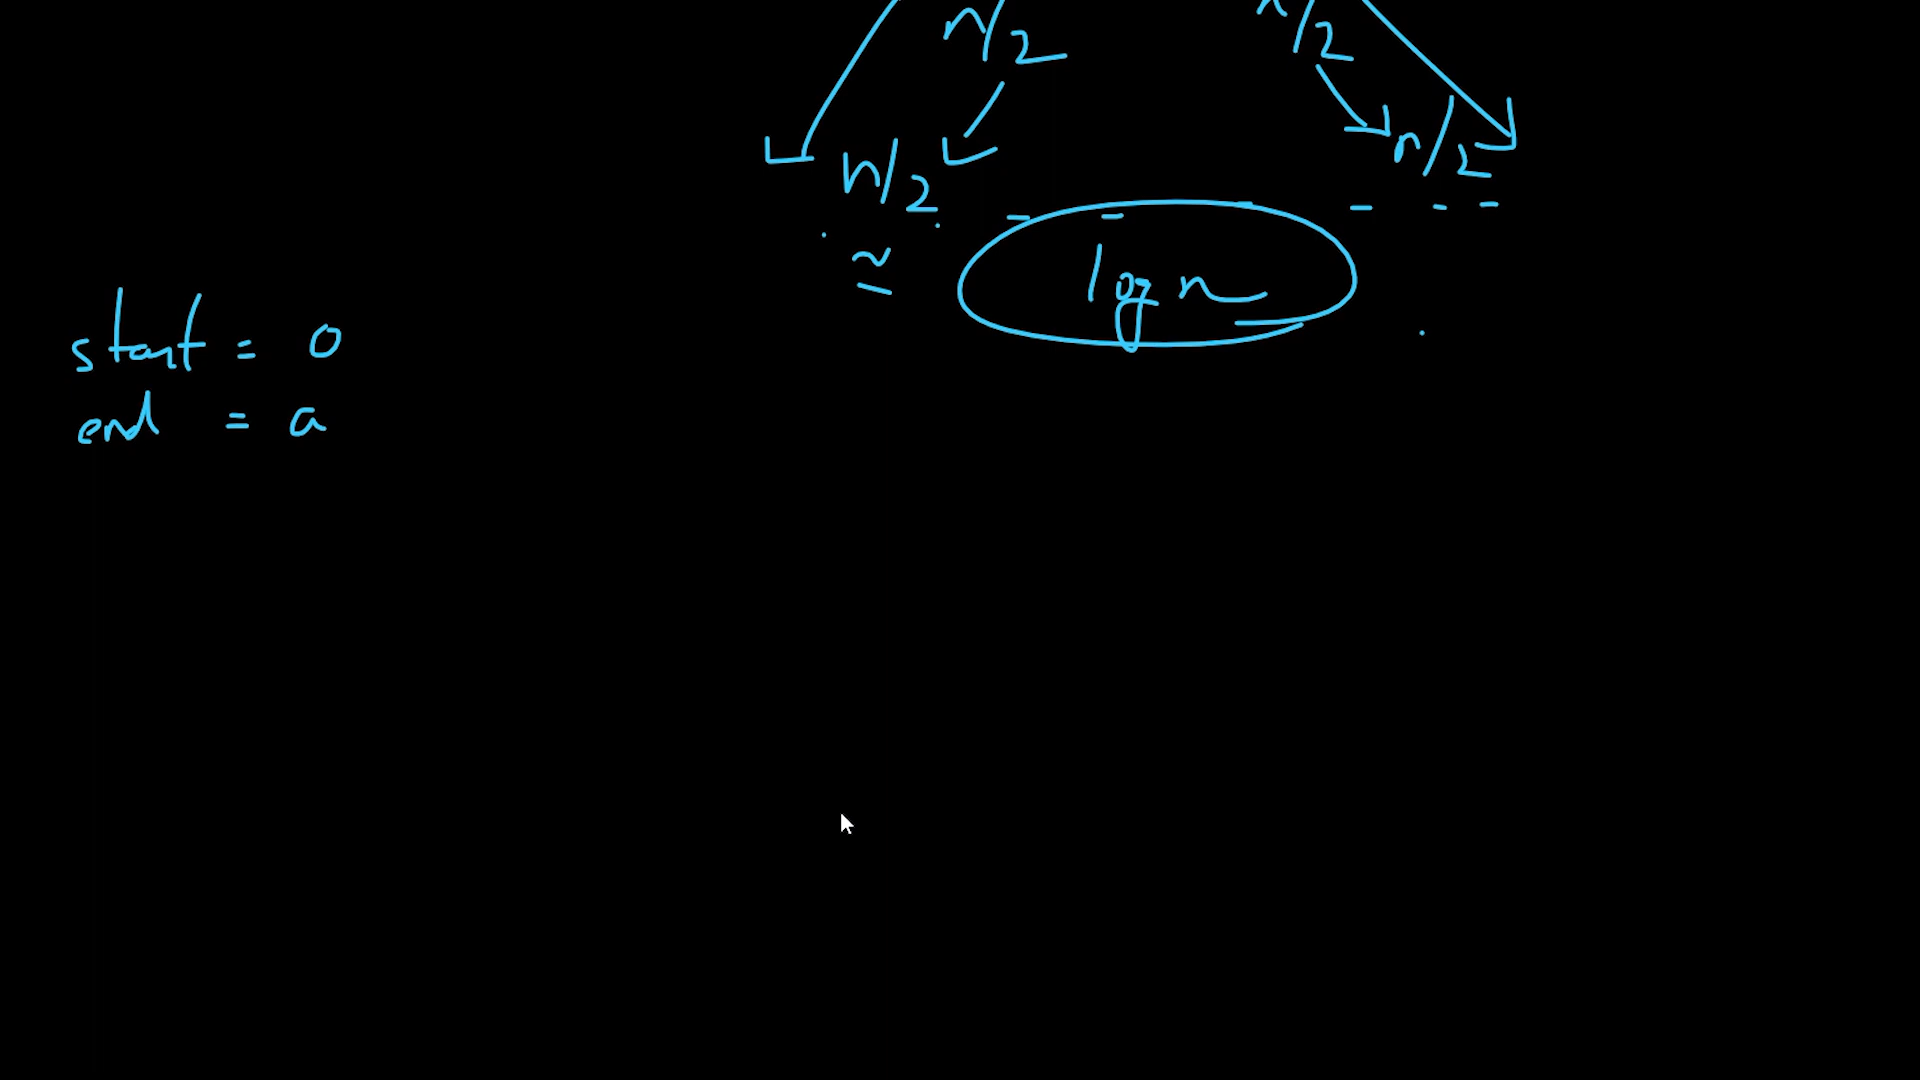 n/2 n/2
n/2 n/2
≅ log n
start = 0
end = a